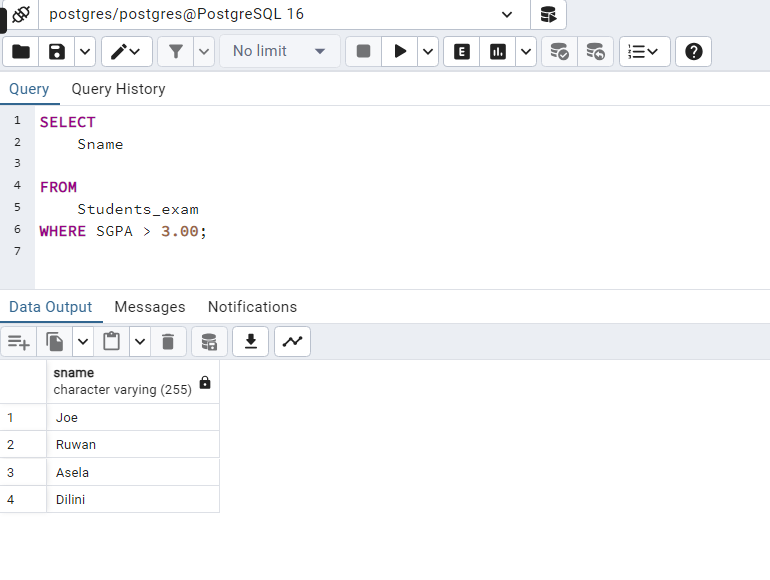 postgres/postgres@PostgreSQL 16
No limit
E
Query Query History
1 SELECT
2 Sname
3
4 FROM
5 Students_exam
6 WHERE SGPA > 3.00;
7
Data Output Messages Notifications
sname
character varying (255)
1 Joe
2 Ruwan
3 Asela
4 Dilini